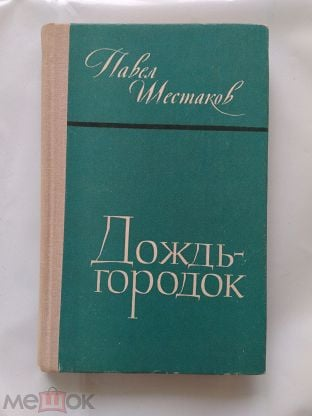 Павел
Шестаков
Дождь-
городок
мешок